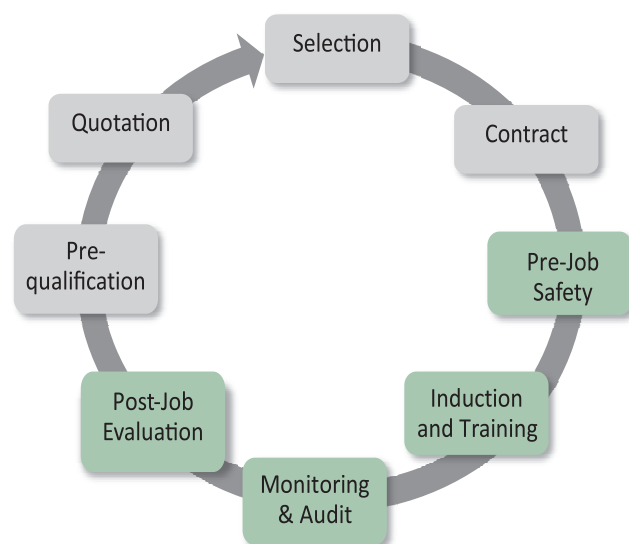 Selection
Contract
Pre-Job
Safety
Induction
and Training
Monitoring
& Audit
Post-Job
Evaluation
Pre-
qualification
Quotation